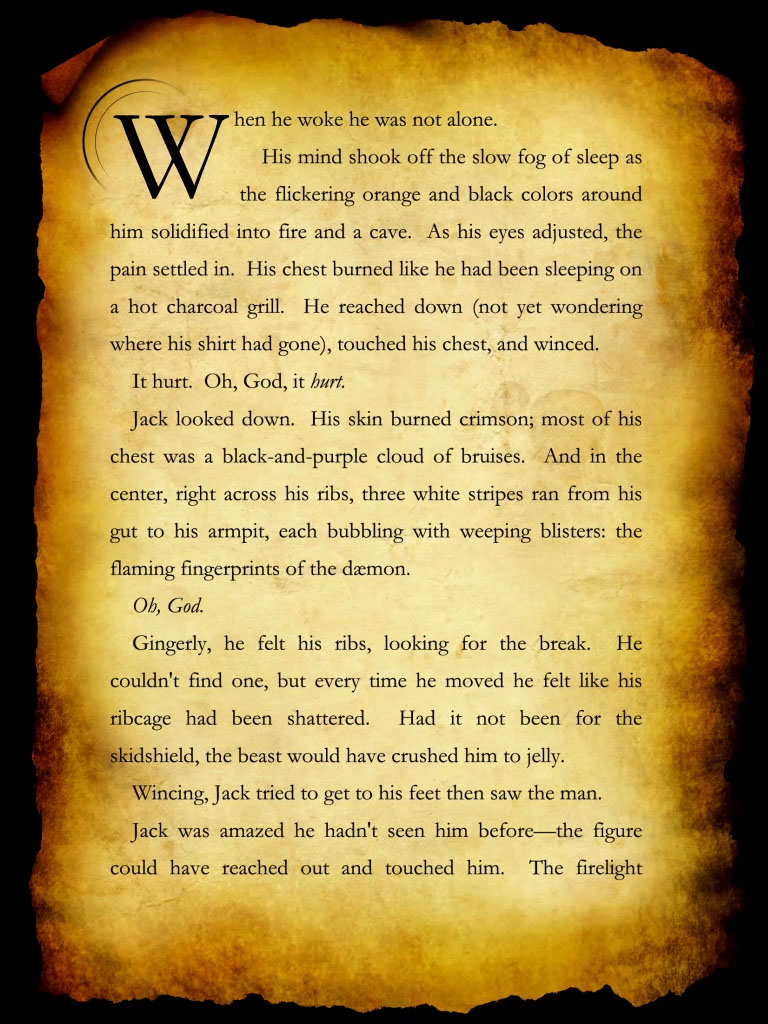 When he woke he was not alone.
His mind shook off the slow fog of sleep as
the flickering orange and black colors around
him solidified into fire and a cave.  As his eyes adjusted, the
pain settled in.  His chest burned like he had been sleeping on
a hot charcoal grill.  He reached down (not yet wondering
where his shirt had gone), touched his chest, and winced.
It hurt.  Oh, God, it hurt.
Jack looked down.  His skin burned crimson; most of his
chest was a black-and-purple cloud of bruises.  And in the
center, right across his ribs, three white stripes ran from his
gut to his armpit, each bubbling with weeping blisters: the
flaming fingerprints of the dæmon.
Oh, God.
Gingerly, he felt his ribs, looking for the break.  He
couldn't find one, but every time he moved he felt like his
ribcage had been shattered.  Had it not been for the
skidshield, the beast would have crushed him to jelly.
Wincing, Jack tried to get to his feet then saw the man.
Jack was amazed he hadn't seen him before—the figure
could have reached out and touched him.  The firelight